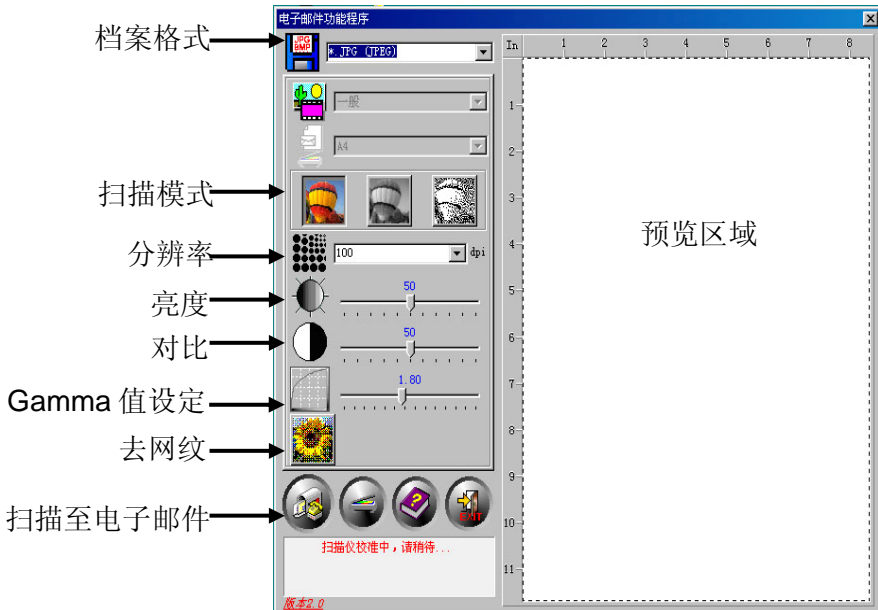 电子邮件功能程序
档案格式
JPG
BMP
*.JPG (JPEG)
In 1 2 3 4 5 6 7 8
一般
A4
扫描模式
分辨率
100 dpi
亮度
50
对比
50
Gamma 值设定
1.80
去网纹
扫描至电子邮件
?
EXIT
扫描仪校准中，请稍待...
版本2.0
预览区域
1
2
3
4
5
6
7
8
9
10
11